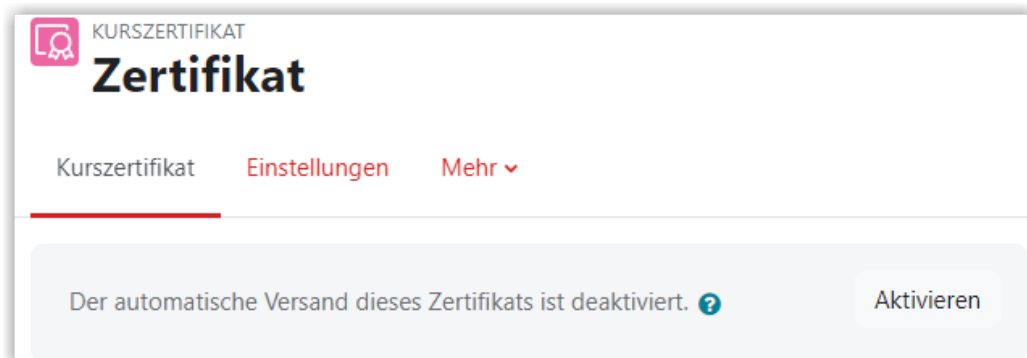 KURSZERTIFIKAT
Zertifikat
Kurszertifikat Einstellungen Mehr
Der automatische Versand dieses Zertifikats ist deaktiviert. ? Aktivieren